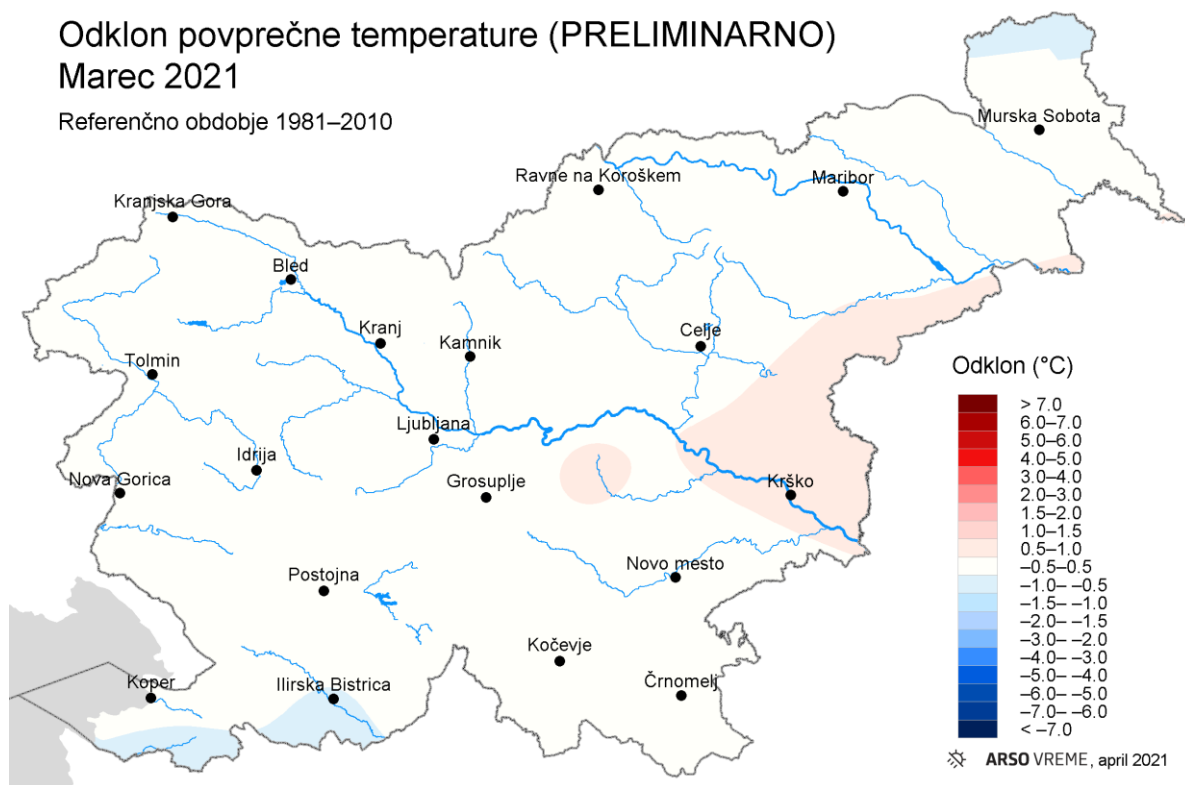 Odklon povprečne temperature (PRELIMINARNO)
Marec 2021
Referenčno obdobje 1981–2010
Murska Sobota
Ravne na Koroškem
Maribor
Kranjska Gora
Bled
Kranj
Kamnik
Celje
Tolmin
Ljubljana
Idrija
Nova Gorica
Grosuplje
Krško
Novo mesto
Postojna
Kočevje
Koper
Ilirska Bistrica
Črnomelj
Odklon (°C)
> 7.0
6.0–7.0
5.0–6.0
4.0–5.0
3.0–4.0
2.0–3.0
1.5–2.0
1.0–1.5
0.5–1.0
–0.5–0.5
–1.0– –0.5
–1.5– –1.0
–2.0– –1.5
–3.0– –2.0
–4.0– –3.0
–5.0– –4.0
–6.0– –5.0
–7.0– –6.0
< –7.0
ARSO VREME, april 2021